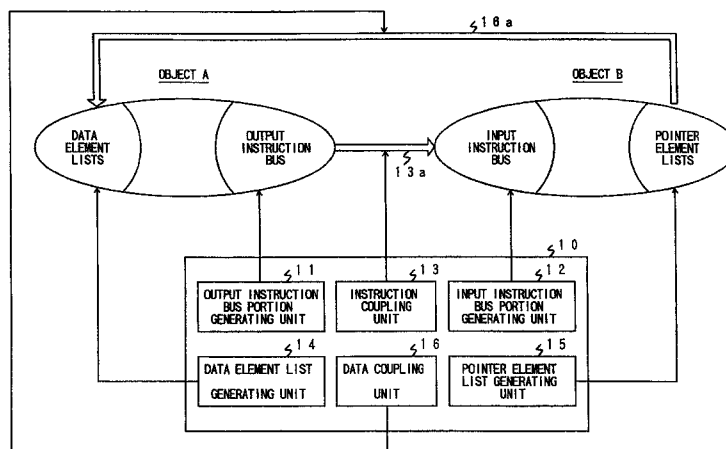 16a
OBJECT A
OBJECT B
DATA
ELEMENT
LISTS
OUTPUT
INSTRUCTION
BUS
INPUT
INSTRUCTION
BUS
POINTER
ELEMENT
LISTS
13a
10
11
13
12
OUTPUT INSTRUCTION
BUS PORTION
GENERATING UNIT
INSTRUCTION
COUPLING
UNIT
INPUT INSTRUCTION
BUS PORTION
GENERATING UNIT
14
16
15
DATA ELEMENT LIST
GENERATING UNIT
DATA COUPLING
UNIT
POINTER ELEMENT
LIST GENERATING
UNIT